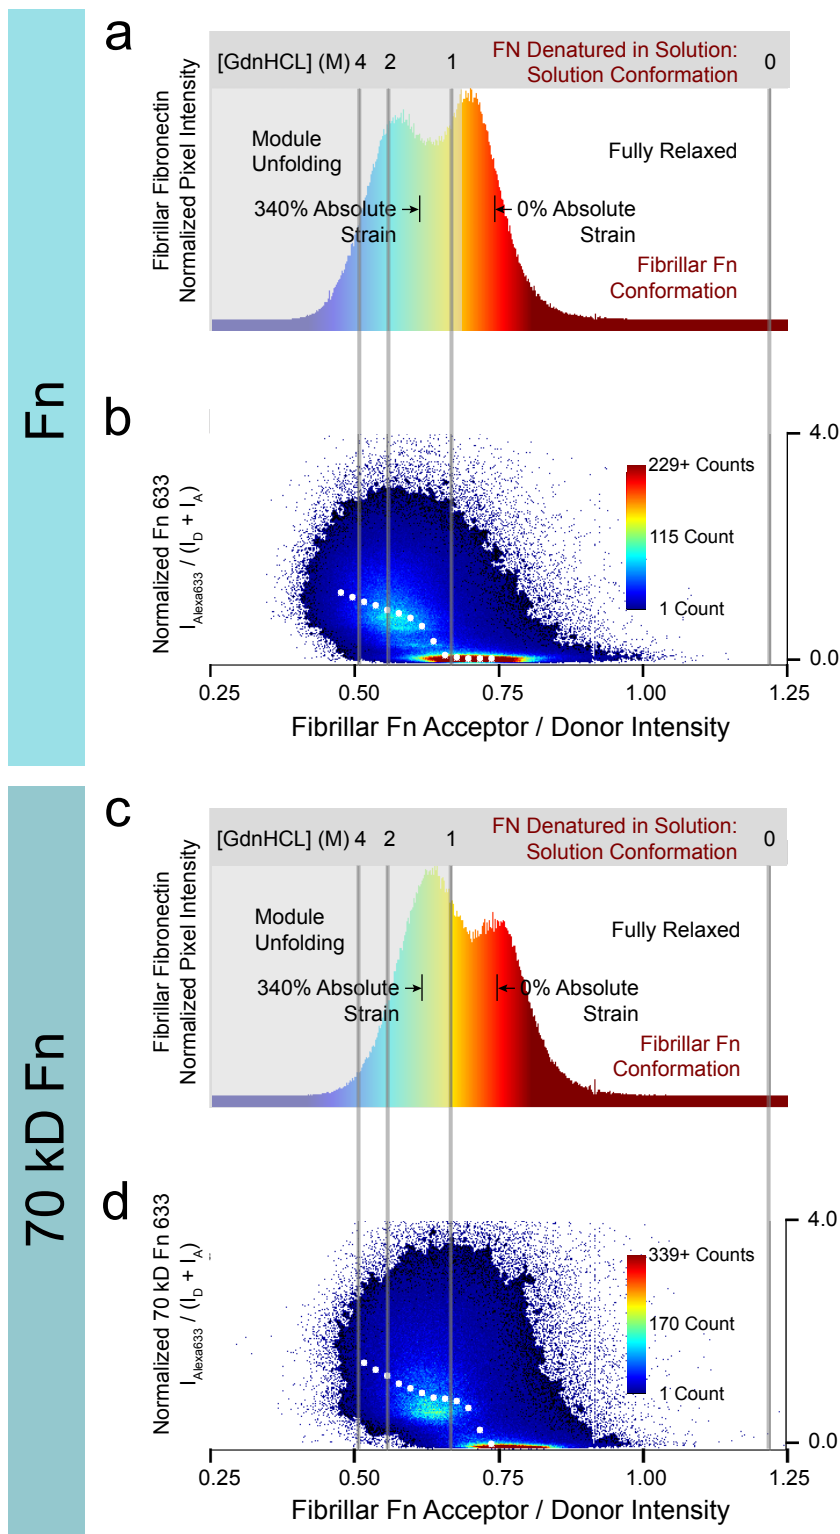 Fn
a
[GdnHCL] (M) 4 2 1 0
FN Denatured in Solution:
Solution Conformation
Fibrillar Fibronectin
Normalized Pixel Intensity
Module
Unfolding
Fully Relaxed
340% Absolute
Strain
0% Absolute
Strain
Fibrillar Fn
Conformation
b
4.0
Normalized Fn 633
I_Alexa633 / (I_D + I_A)
229+ Counts
115 Count
1 Count
0.0
0.25 0.50 0.75 1.00 1.25
Fibrillar Fn Acceptor / Donor Intensity
70 kD Fn
c
[GdnHCL] (M) 4 2 1 0
FN Denatured in Solution:
Solution Conformation
Fibrillar Fibronectin
Normalized Pixel Intensity
Module
Unfolding
Fully Relaxed
340% Absolute
Strain
0% Absolute
Strain
Fibrillar Fn
Conformation
d
4.0
Normalized 70 kD Fn 633
I_Alexa633 / (I_D + I_A)
339+ Counts
170 Count
1 Count
0.0
0.25 0.50 0.75 1.00 1.25
Fibrillar Fn Acceptor / Donor Intensity